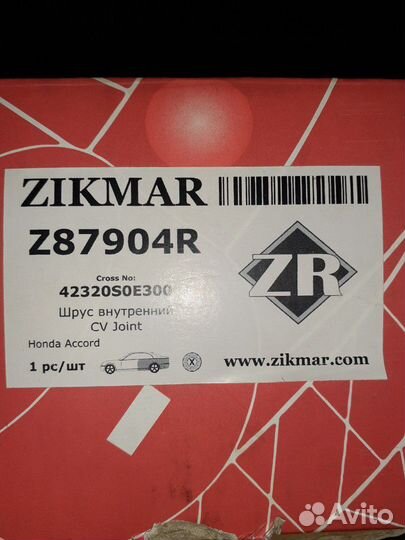 ZIKMAR
Z87904R
Cross No:
42320S0E300
Шрус внутренний
CV Joint
Honda Accord
1 pc/шт
X
ZR
www.zikmar.com
Avito